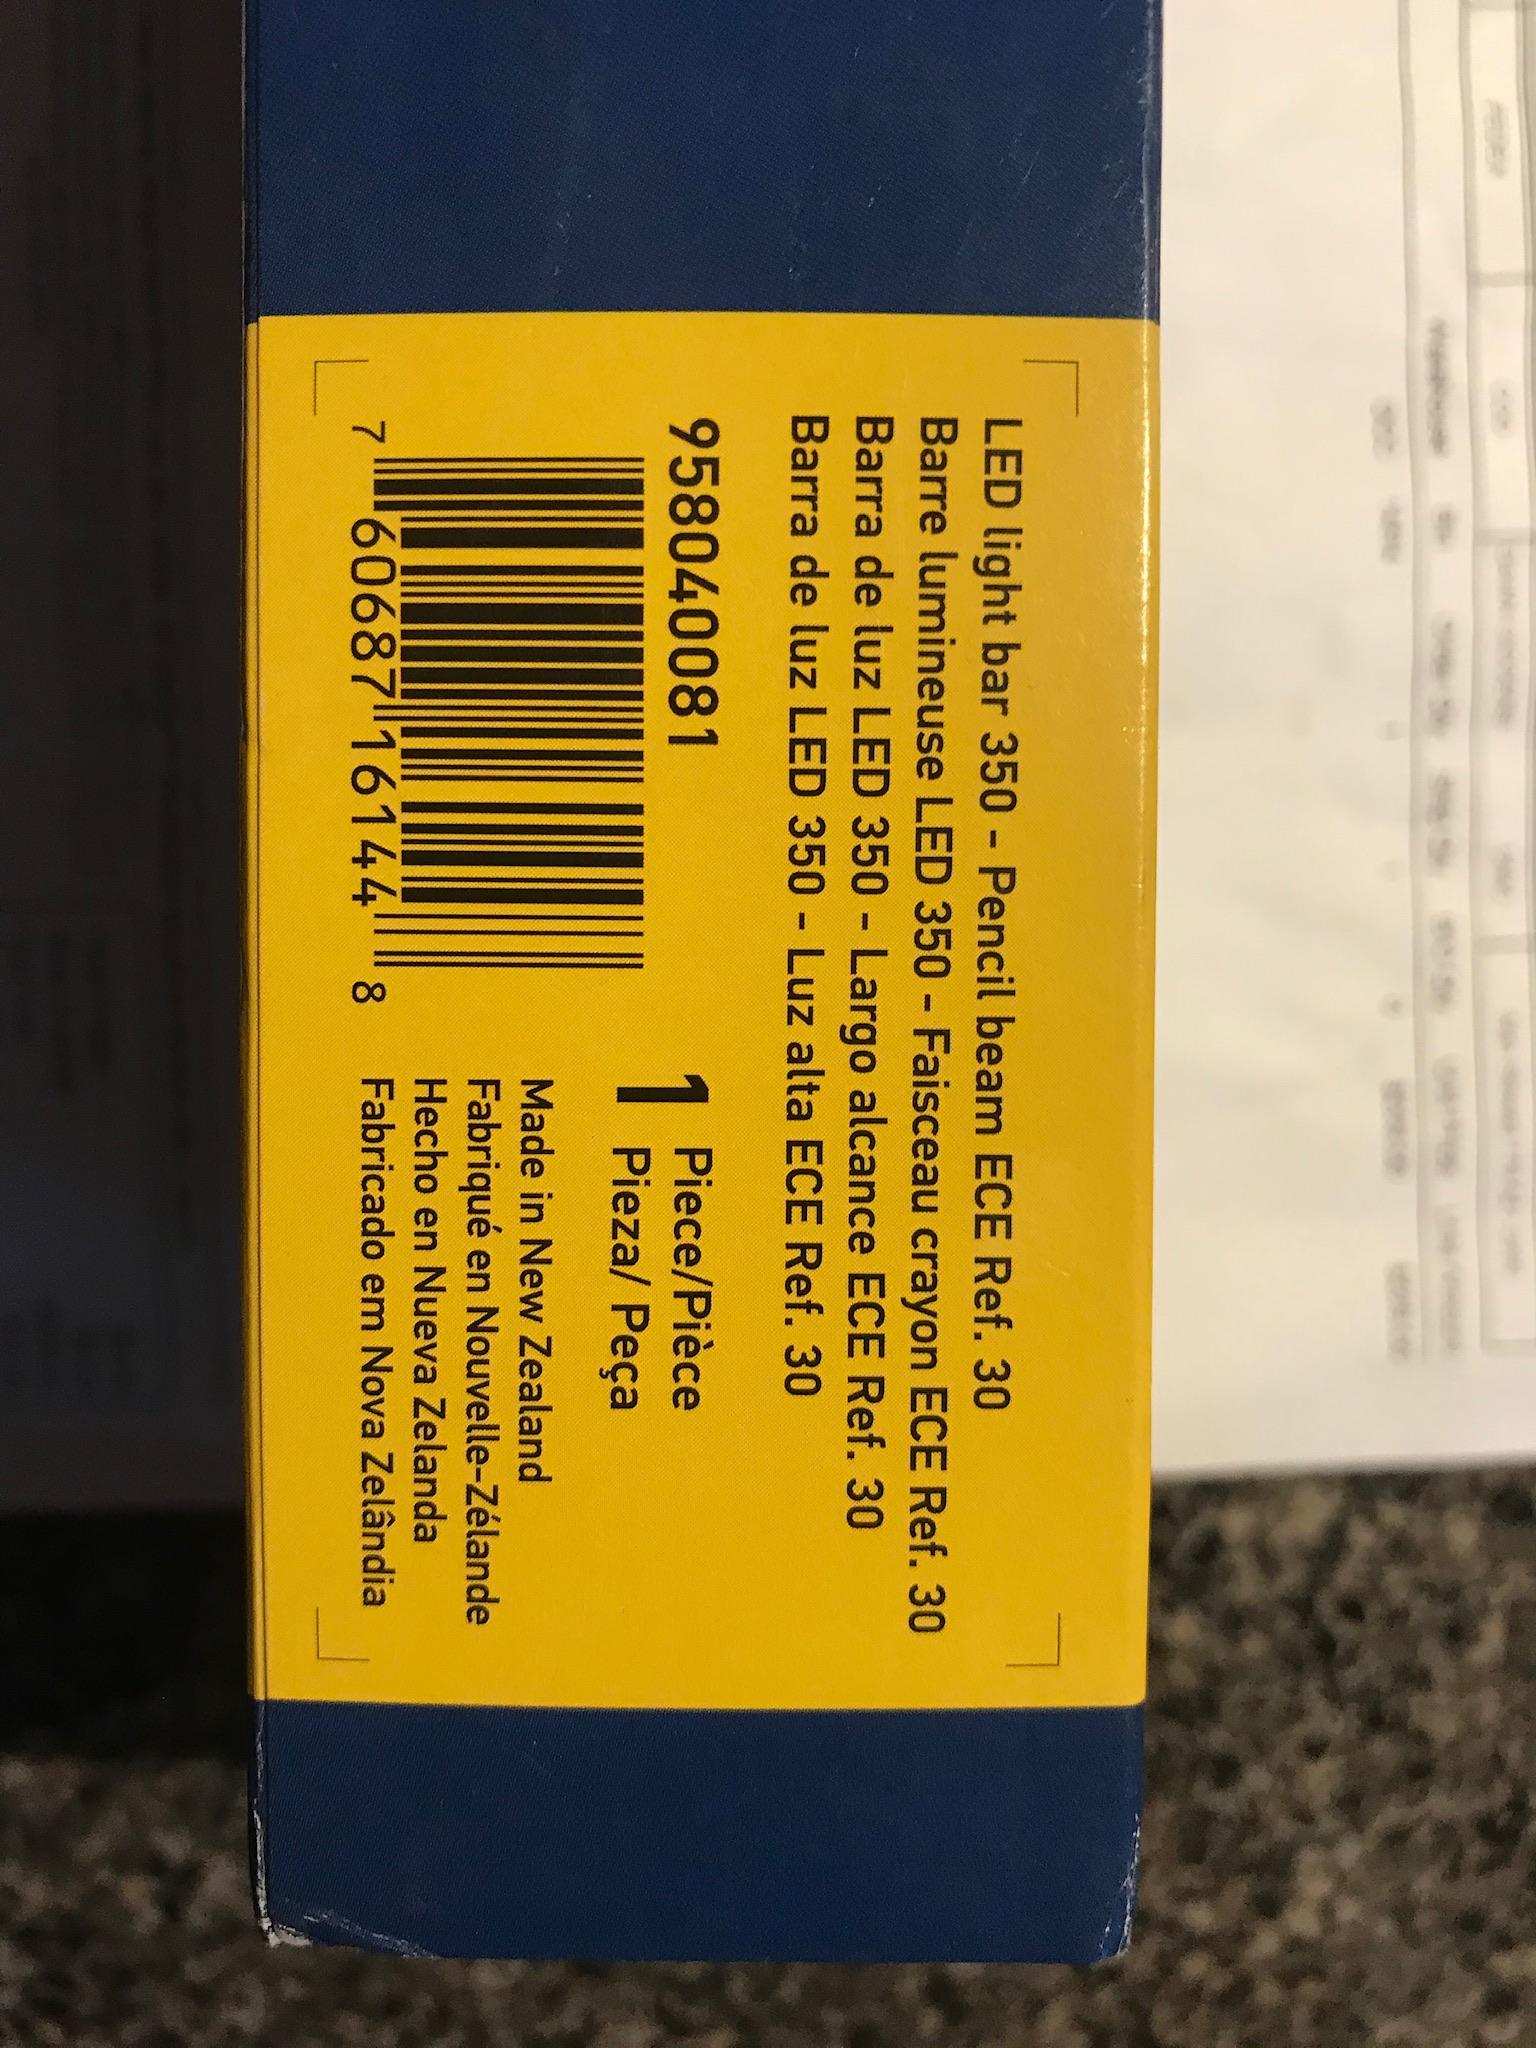 LED light bar 350 - Pencil beam ECE Ref. 30
Barre lumineuse LED 350 - Faisceau crayon ECE Ref. 30
Barra de luz LED 350 - Largo alcance ECE Ref. 30
Barra de luz LED 350 - Luz alta ECE Ref. 30
958040081
1 Piece/Pièce
Pieza/ Peça
7 60687 16144 8
Made in New Zealand
Fabriqué en Nouvelle-Zélande
Hecho en Nueva Zelanda
Fabricado em Nova Zelândia